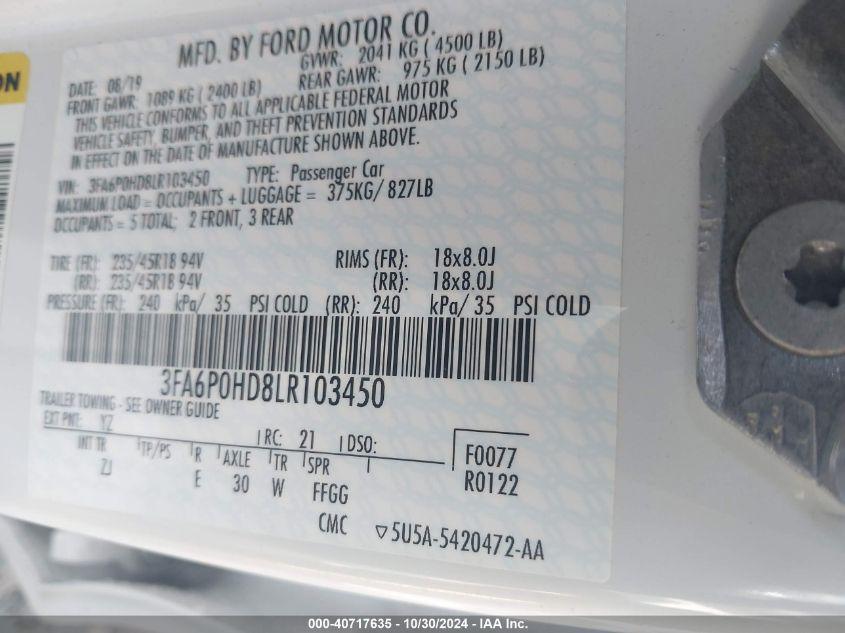 ON
MFD. BY FORD MOTOR CO.
DATE: 08/19 GVWR: 2041 KG ( 4500 LB)
FRONT GAWR: 1089 KG ( 2400 LB) REAR GAWR: 975 KG ( 2150 LB)
THIS VEHICLE CONFORMS TO ALL APPLICABLE FEDERAL MOTOR
VEHICLE SAFETY, BUMPER, AND THEFT PREVENTION STANDARDS
IN EFFECT ON THE DATE OF MANUFACTURE SHOWN ABOVE.
VIN: 3FA6P0HD8LR103450 TYPE: Passenger Car
MAXIMUM LOAD = OCCUPANTS + LUGGAGE = 375KG/ 827LB
OCCUPANTS = 5 TOTAL; 2 FRONT, 3 REAR
TIRE (FR): 235/45R18 94V RIMS (FR): 18x8.0J
(RR): 235/45R18 94V (RR): 18x8.0J
PRESSURE (FR): 240 kPa/ 35 PSI COLD (RR): 240 kPa/ 35 PSI COLD
3FA6P0HD8LR103450
TRAILER TOWING - SEE OWNER GUIDE
EXT PNT: YZ RC: 21 DSO:
INT TR TP/PS R AXLE TR SPR
ZJ E 30 W FFGG
F0077
R0122
CMC ▽5U5A-5420472-AA
000-40717635 - 10/30/2024 - IAA Inc.